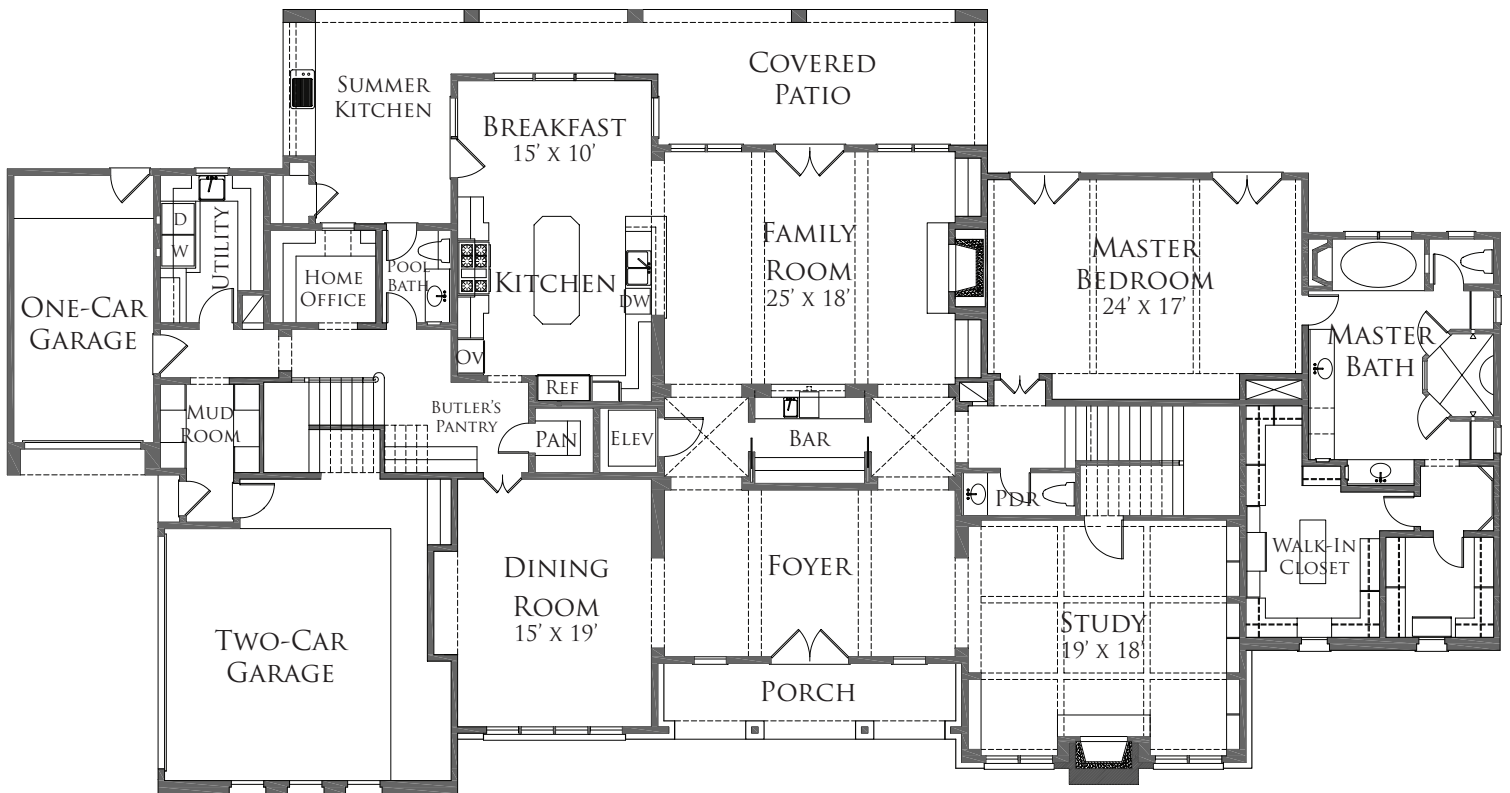 SUMMER
KITCHEN
COVERED
PATIO
BREAKFAST
15' X 10'
D
W
UTILITY
HOME
OFFICE
POOL
BATH
KITCHEN
DW
OV
REF
FAMILY
ROOM
25' X 18'
MASTER
BEDROOM
24' X 17'
MASTER
BATH
ONE-CAR
GARAGE
MUD
ROOM
BUTLER'S
PANTRY
PAN
ELEV
BAR
PDR
DINING
ROOM
15' X 19'
FOYER
WALK-IN
CLOSET
STUDY
19' X 18'
TWO-CAR
GARAGE
PORCH